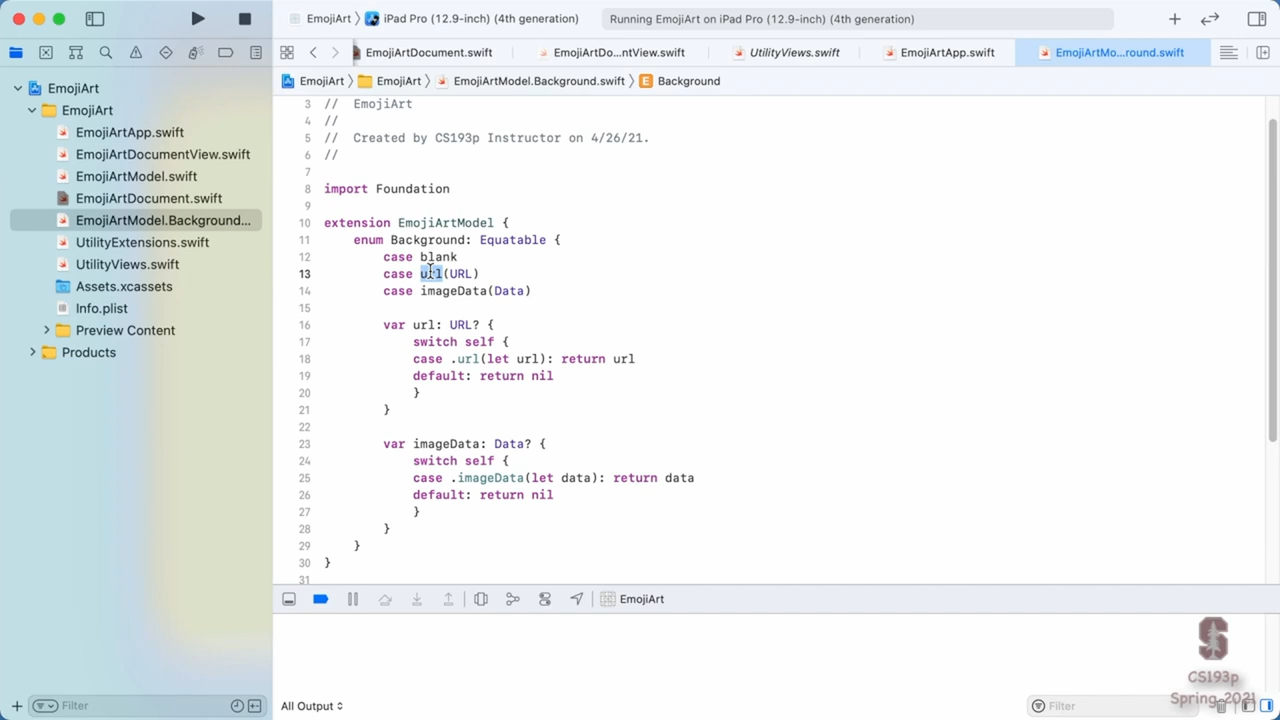 EmojiArt 〉 iPad Pro (12.9-inch) (4th generation)
Running EmojiArt on iPad Pro (12.9-inch) (4th generation)
EmojiArtDocument.swift
EmojiArtDo...ntView.swift
UtilityViews.swift
EmojiArtApp.swift
EmojiArtMo...round.swift
EmojiArt 〉 EmojiArt 〉 EmojiArtModel.Background.swift 〉 E Background
EmojiArt
EmojiArt
EmojiArtApp.swift
EmojiArtDocumentView.swift
EmojiArtModel.swift
EmojiArtDocument.swift
EmojiArtModel.Background...
UtilityExtensions.swift
UtilityViews.swift
Assets.xcassets
Info.plist
Preview Content
Products
Filter
3 //  EmojiArt
4 //
5 //  Created by CS193p Instructor on 4/26/21.
6 //
7
8 import Foundation
9
10 extension EmojiArtModel {
11     enum Background: Equatable {
12         case blank
13         case url(URL)
14         case imageData(Data)
15
16         var url: URL? {
17             switch self {
18             case .url(let url): return url
19             default: return nil
20             }
21         }
22
23         var imageData: Data? {
24             switch self {
25             case .imageData(let data): return data
26             default: return nil
27             }
28         }
29     }
30 }
31
EmojiArt
All Output
Filter
S
CS193p
Spring 2021